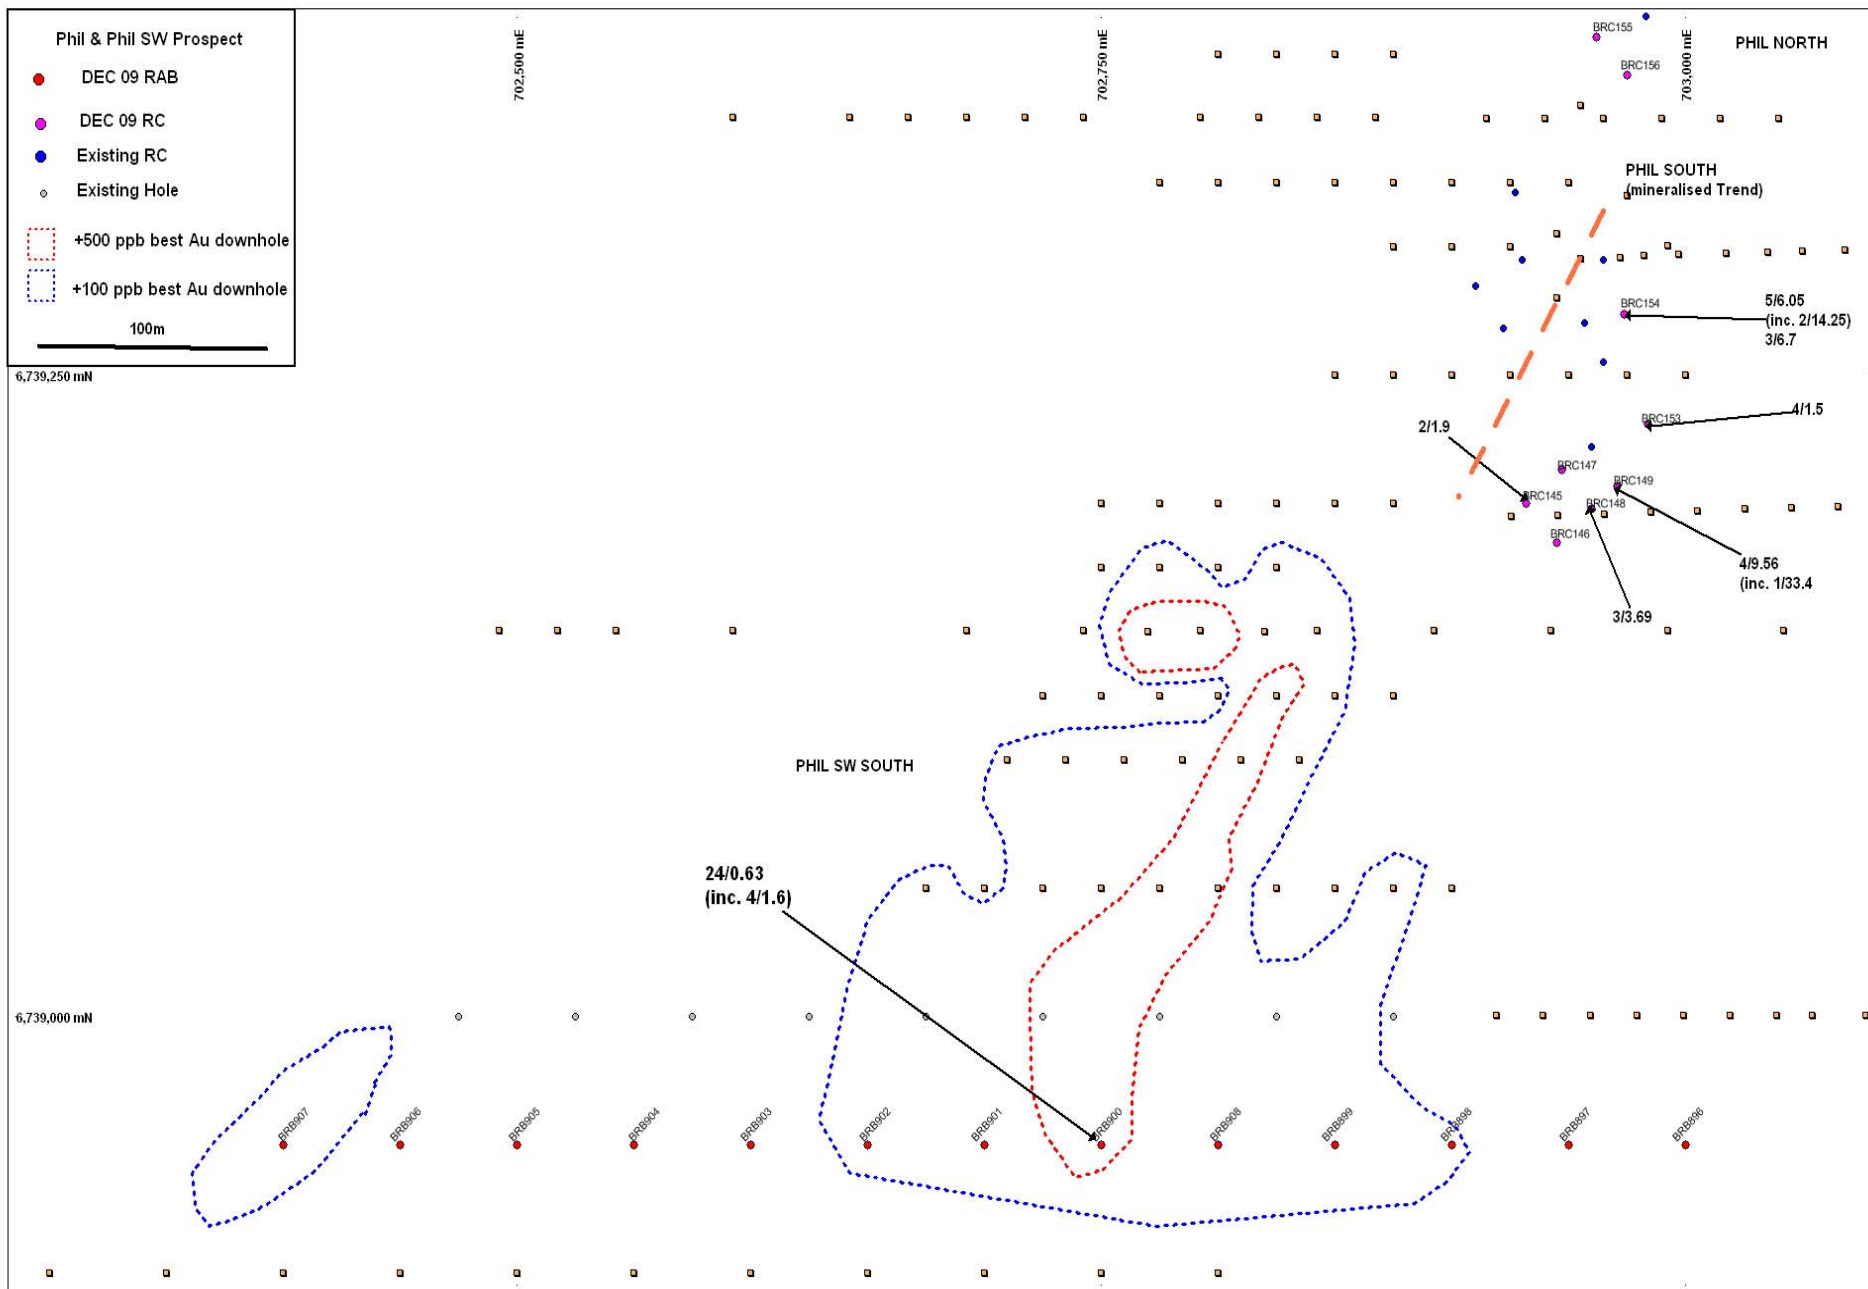 Phil & Phil SW Prospect
DEC 09 RAB
DEC 09 RC
Existing RC
Existing Hole
+500 ppb best Au downhole
+100 ppb best Au downhole
100m
702,500 mE
702,750 mE
703,000 mE
BRC155
PHIL NORTH
BRC156
PHIL SOUTH
(mineralised Trend)
BRC154
5/6.05
(inc. 2/14.25)
3/6.7
6,739,250 mN
4/1.5
BRC153
2/1.9
BRC147
BRC149
BRC145
BRC148
BRC146
4/9.56
(inc. 1/33.4
3/3.69
PHIL SW SOUTH
24/0.63
(inc. 4/1.6)
6,739,000 mN
BRB907
BRB906
BRB905
BRB904
BRB903
BRB902
BRB901
BRB900
BRB908
BRB899
BRB898
BRB897
BRB896